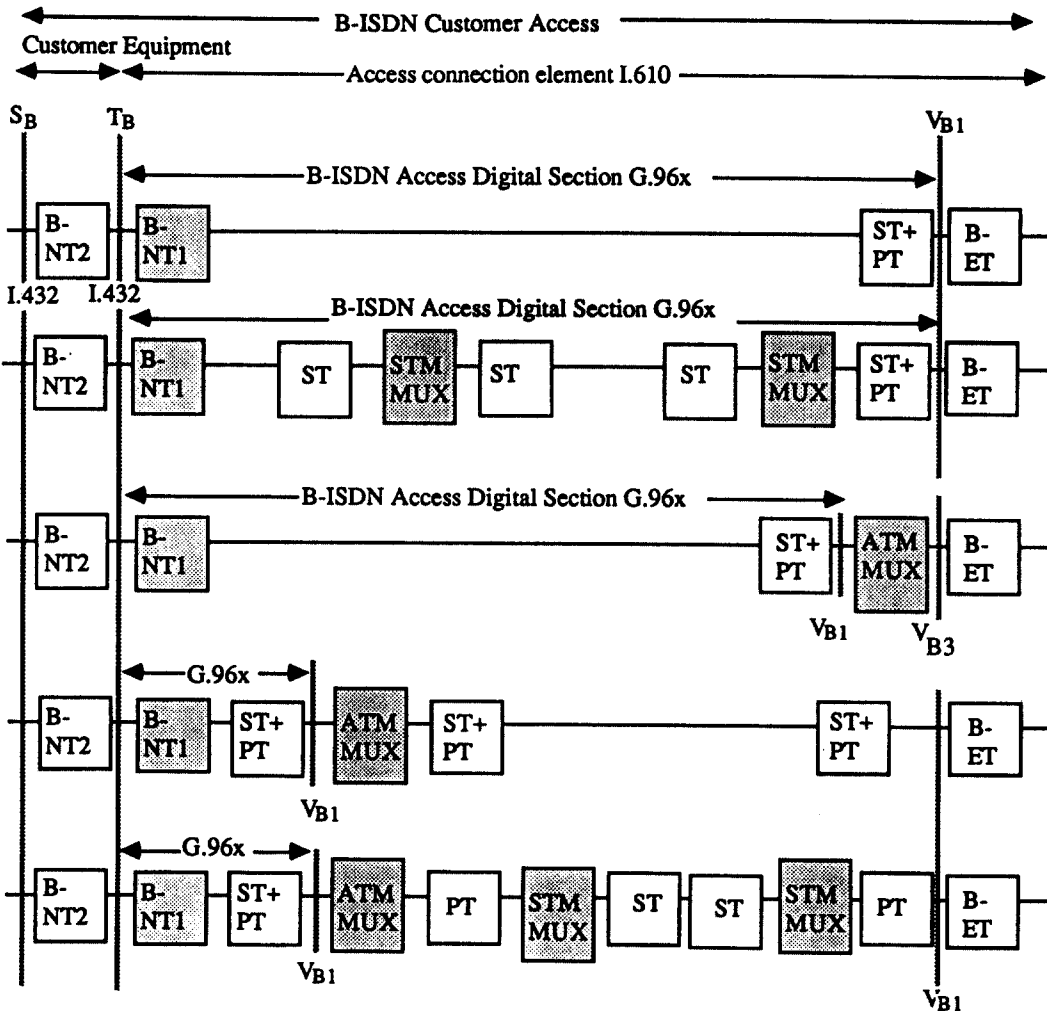 B-ISDN Customer Access
Customer Equipment
Access connection element I.610
SB TB VB1
B-ISDN Access Digital Section G.96x
B-NT2 B-NT1 ST+PT B-ET
I.432 I.432
B-ISDN Access Digital Section G.96x
B-NT2 B-NT1 ST STM MUX ST ST STM MUX ST+PT B-ET
B-ISDN Access Digital Section G.96x
B-NT2 B-NT1 ST+PT ATM MUX B-ET
VB1 VB3
G.96x
B-NT2 B-NT1 ST+PT ATM MUX ST+PT ST+PT B-ET
VB1
G.96x
B-NT2 B-NT1 ST+PT ATM MUX PT STM MUX ST ST STM MUX PT B-ET
VB1 VB1